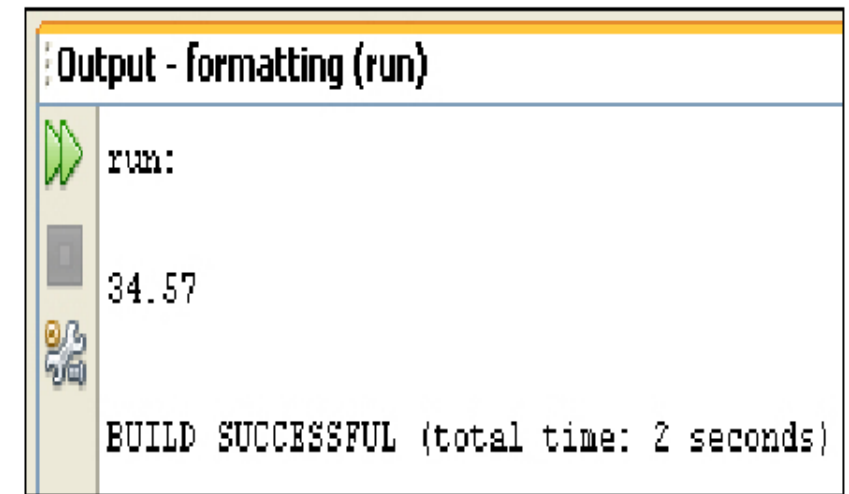 Output - formatting (run)
run:
34.57
BUILD SUCCESSFUL (total time: 2 seconds)